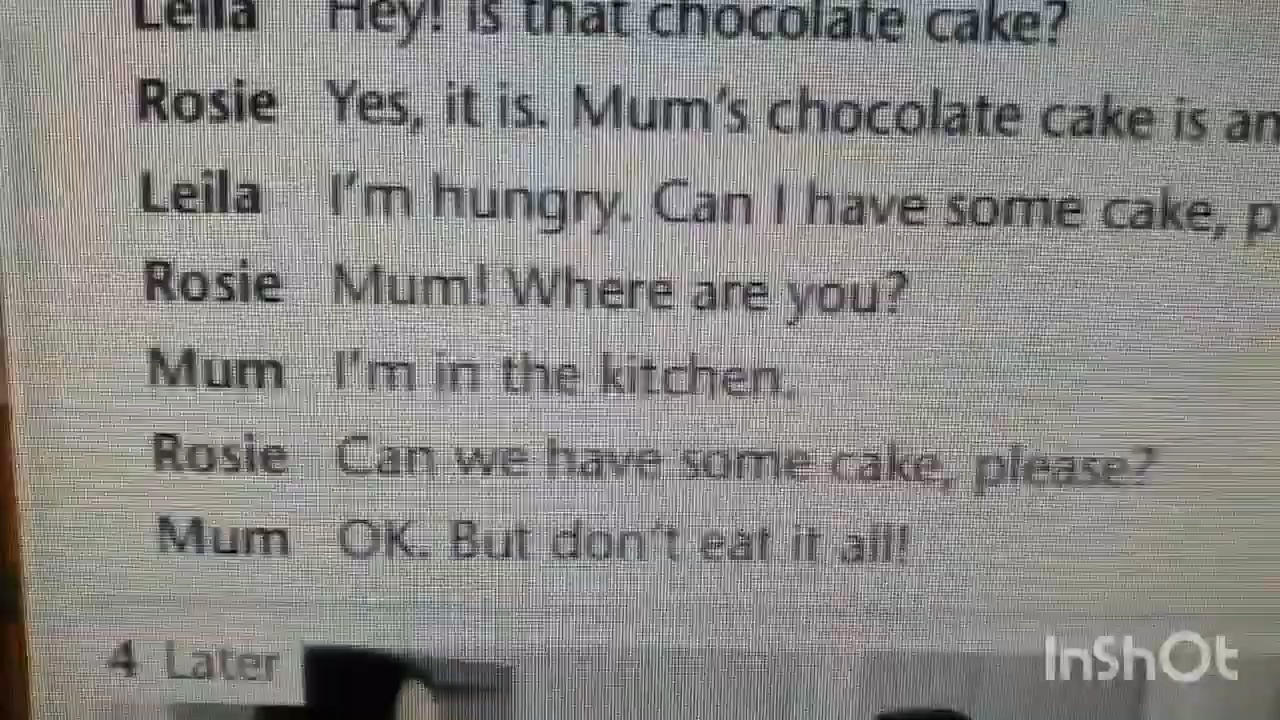 Leila Hey! Is that chocolate cake?
Rosie Yes, it is. Mum's chocolate cake is
Leila I'm hungry. Can I have some cake,
Rosie Mum! Where are you?
Mum I'm in the kitchen.
Rosie Can we have some cake, please?
Mum OK. But don't eat it all!
4 Later
InShOt